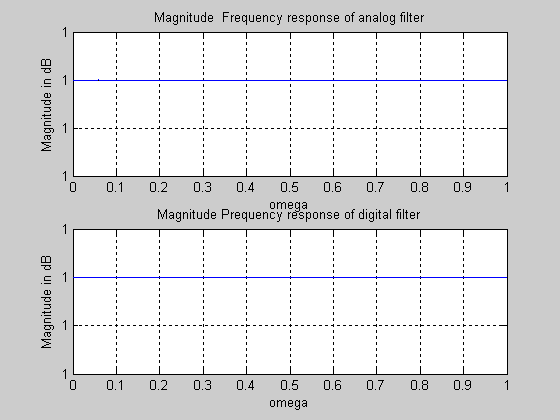 Magnitude  Frequency response of analog filter
1
1
1
1
Magnitude in dB
0 0.1 0.2 0.3 0.4 0.5 0.6 0.7 0.8 0.9 1
omega
Magnitude Prequency response of digital filter
1
1
1
1
Magnitude in dB
0 0.1 0.2 0.3 0.4 0.5 0.6 0.7 0.8 0.9 1
omega